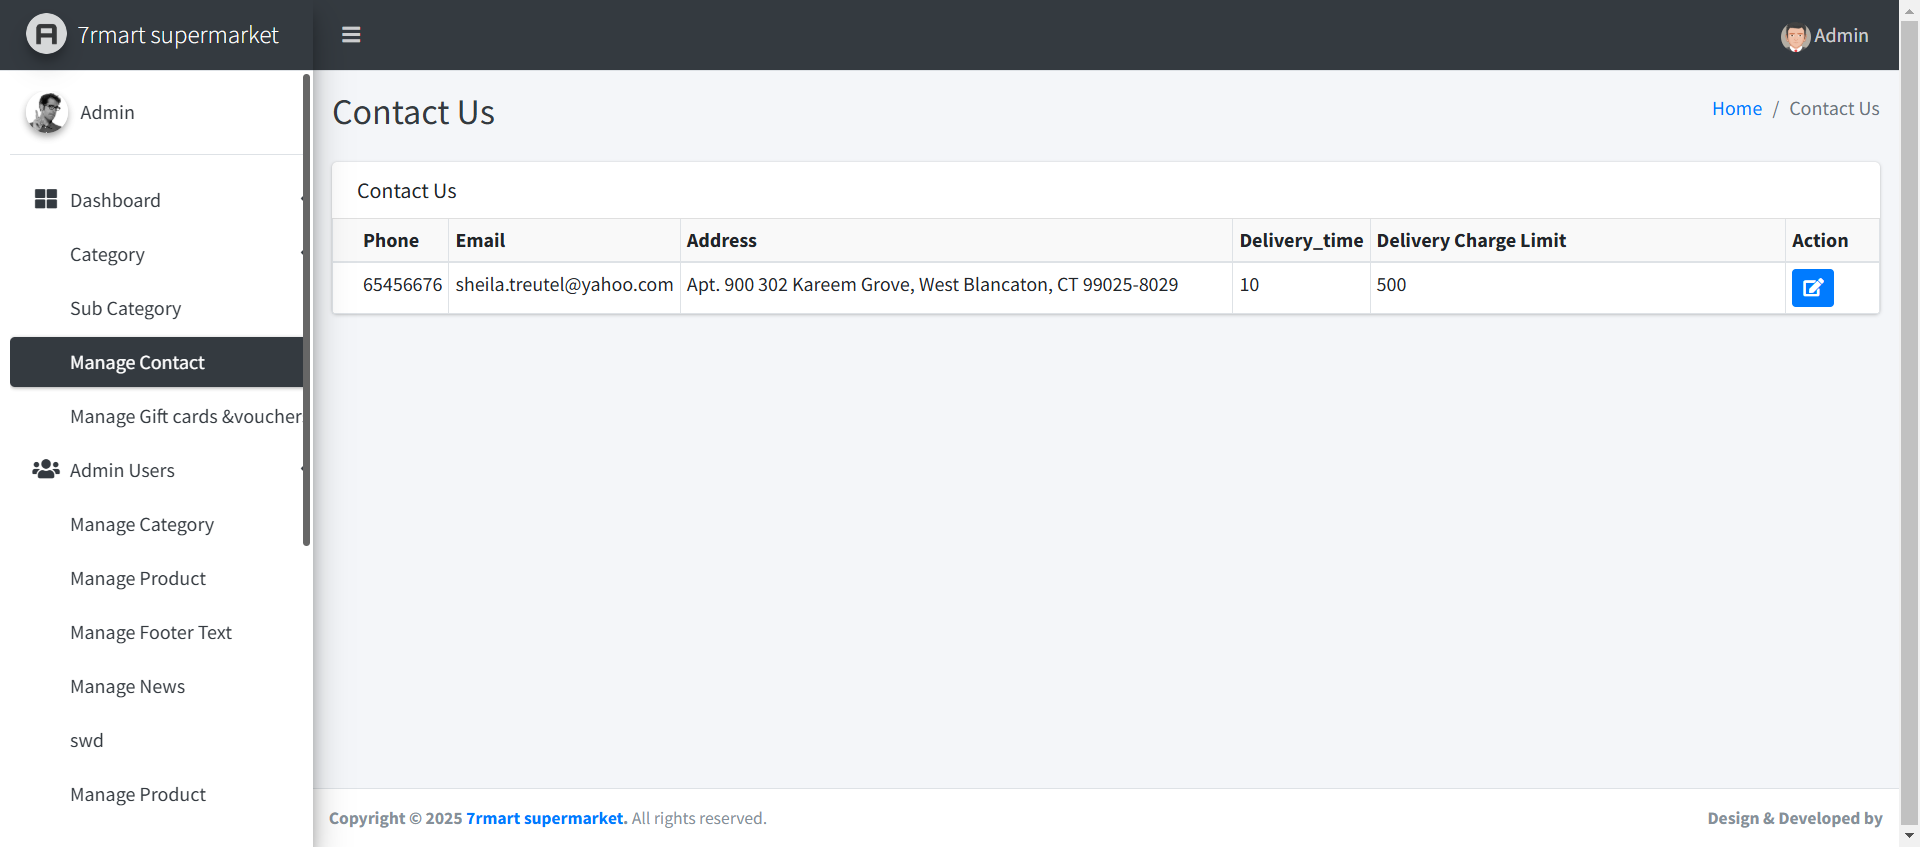 7rmart supermarket
Admin
Admin
Dashboard
Category
Sub Category
Manage Contact
Manage Gift cards &voucher
Admin Users
Manage Category
Manage Product
Manage Footer Text
Manage News
swd
Manage Product
Contact Us
Home / Contact Us
Contact Us
Phone Email Address Delivery_time Delivery Charge Limit Action
65456676 sheila.treutel@yahoo.com Apt. 900 302 Kareem Grove, West Blancaton, CT 99025-8029 10 500
Copyright © 2025 7rmart supermarket. All rights reserved.
Design & Developed by